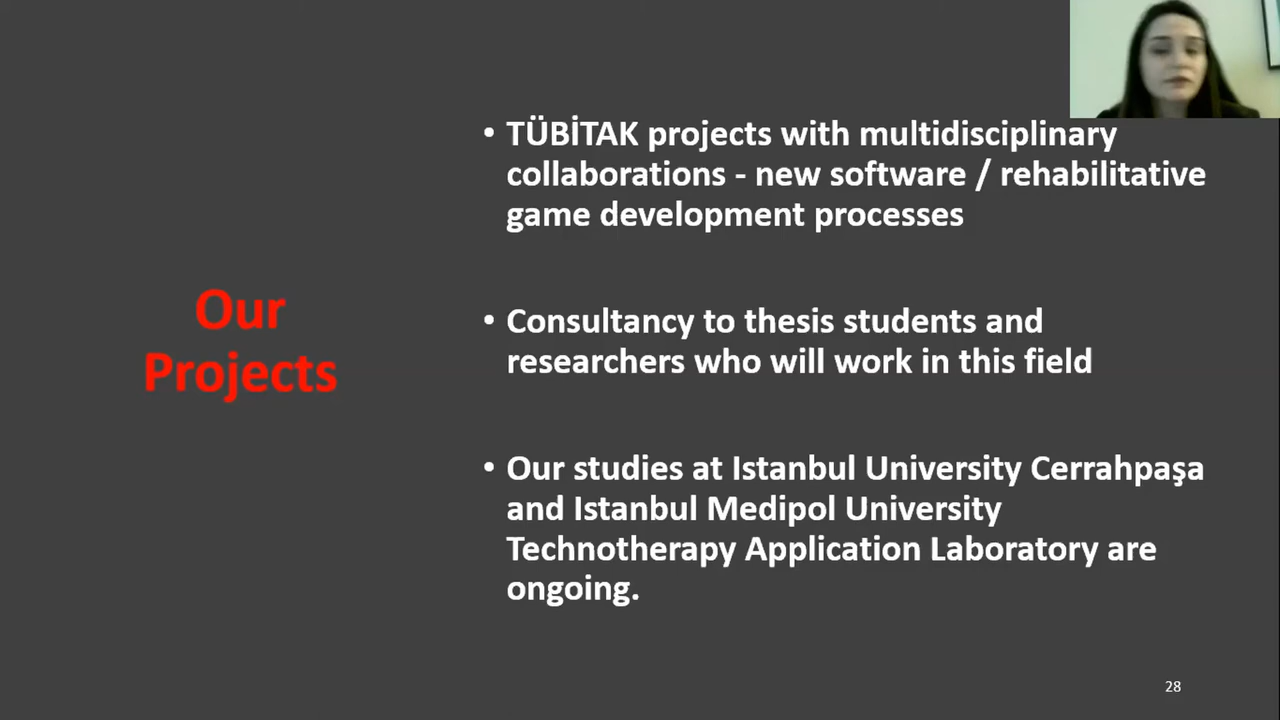 Our
Projects
• TÜBİTAK projects with multidisciplinary
collaborations - new software / rehabilitative
game development processes
• Consultancy to thesis students and
researchers who will work in this field
• Our studies at Istanbul University Cerrahpaşa
and Istanbul Medipol University
Technotherapy Application Laboratory are
ongoing.
28